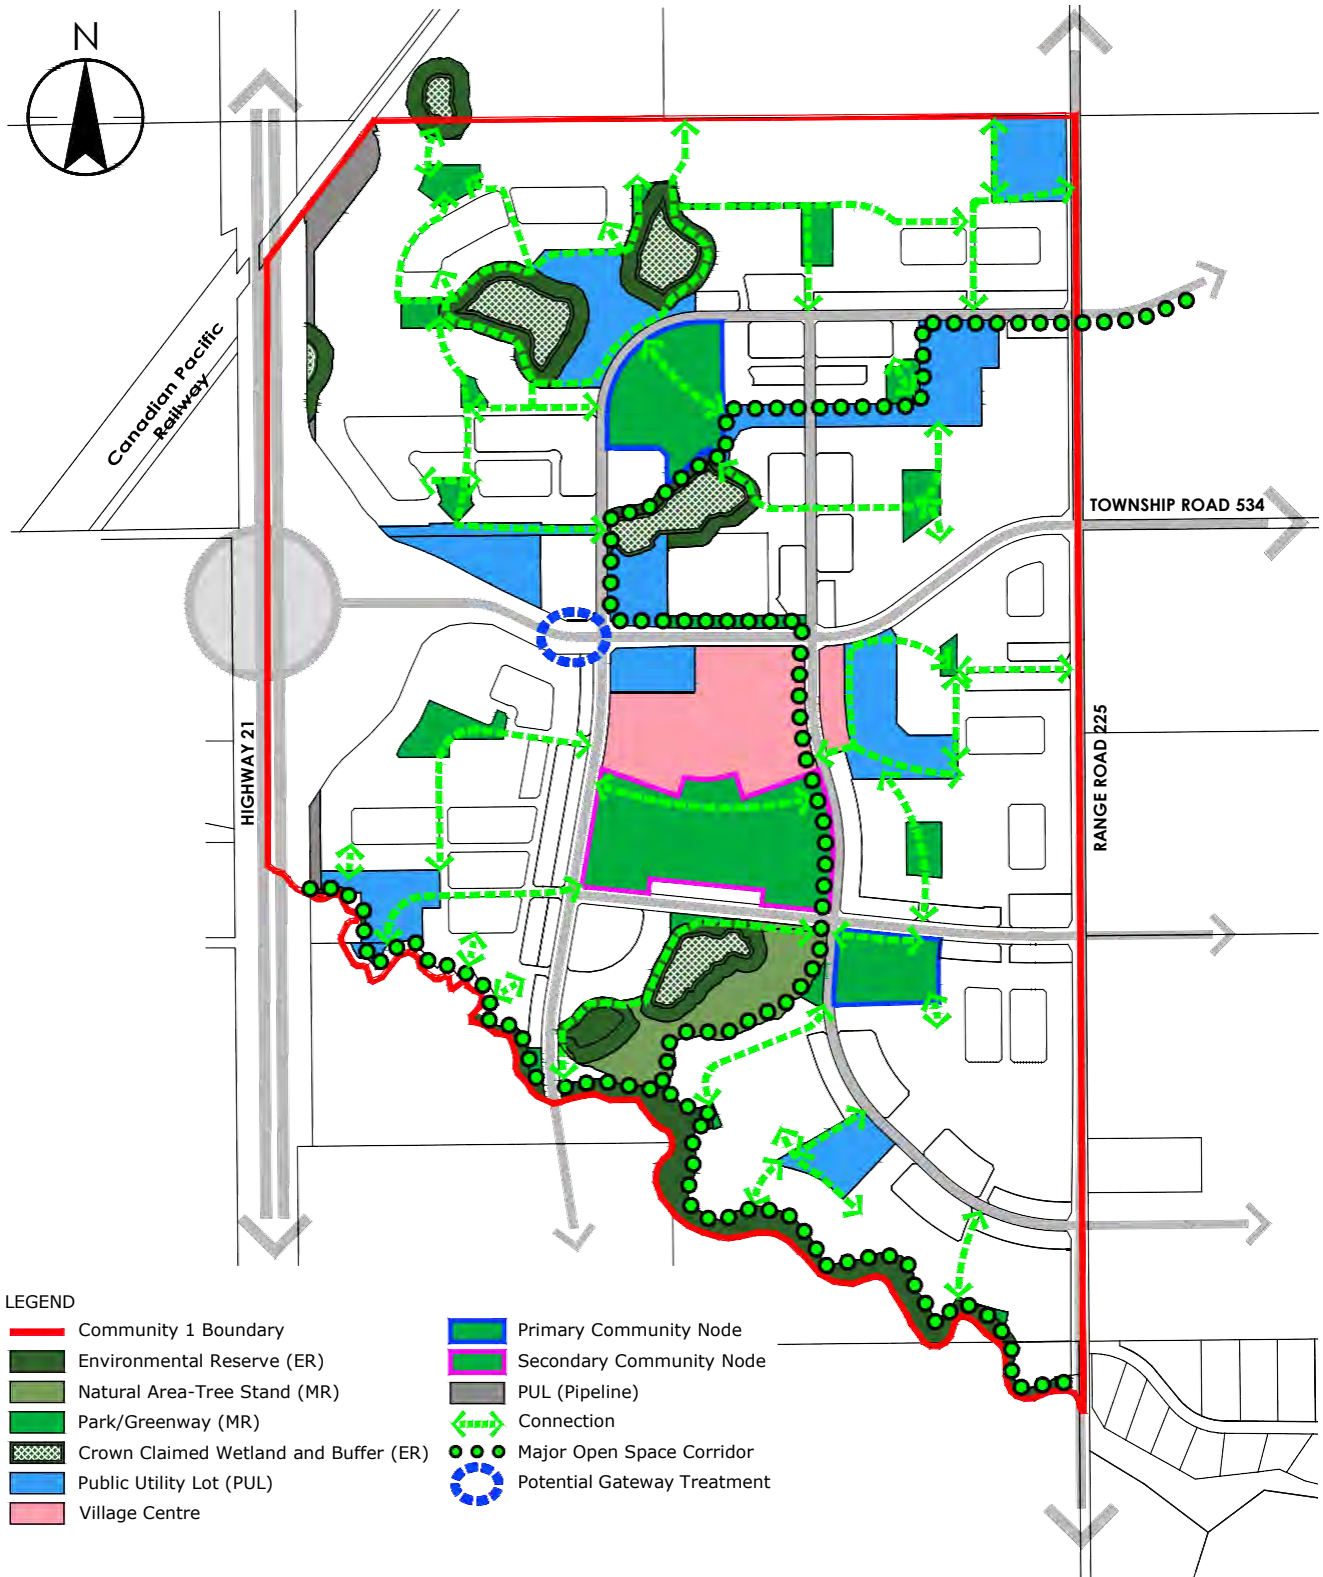 N
Canadian Pacific
Railway
TOWNSHIP ROAD 534
HIGHWAY 21
RANGE ROAD 225
LEGEND
Community 1 Boundary
Environmental Reserve (ER)
Natural Area-Tree Stand (MR)
Park/Greenway (MR)
Crown Claimed Wetland and Buffer (ER)
Public Utility Lot (PUL)
Village Centre
Primary Community Node
Secondary Community Node
PUL (Pipeline)
Connection
Major Open Space Corridor
Potential Gateway Treatment